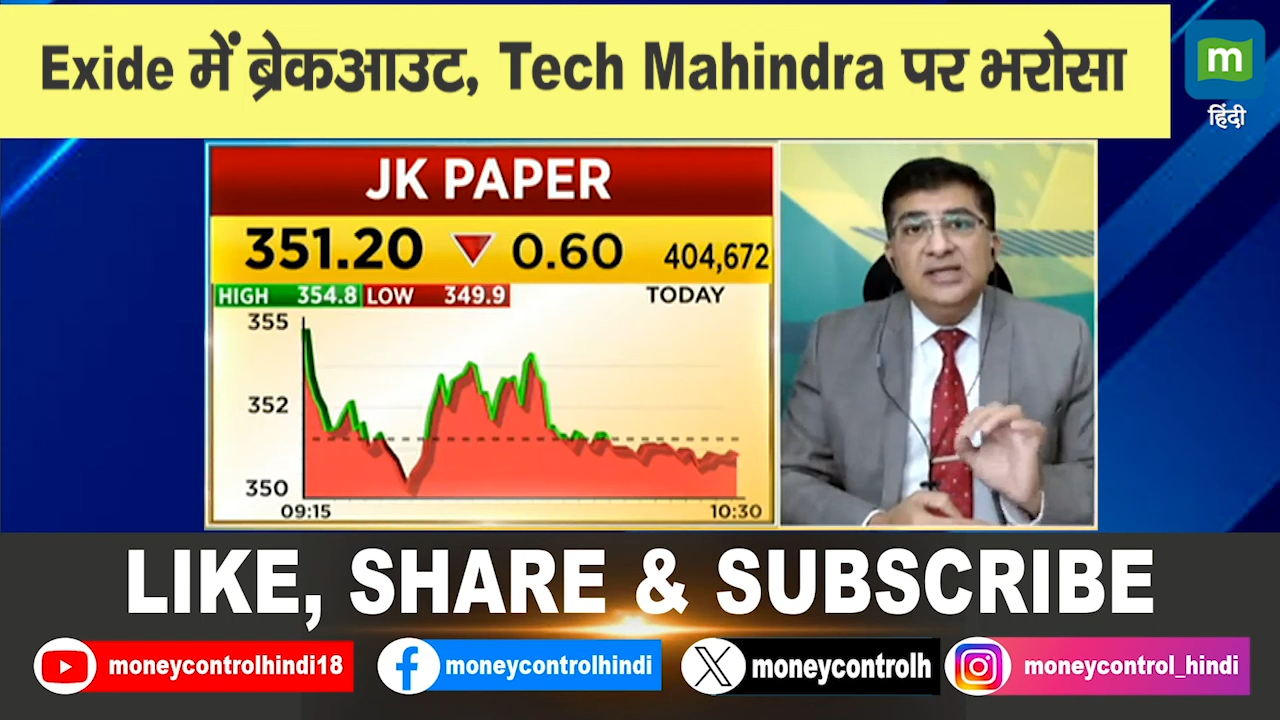 Exide में ब्रेकआउट, Tech Mahindra पर भरोसा
m
हिंदी
JK PAPER
351.20 0.60 404,672
HIGH 354.8 LOW 349.9 TODAY
355
352
350
09:15 10:30
LIKE, SHARE & SUBSCRIBE
moneycontrolhindi18 moneycontrolhindi moneycontrolh moneycontrol_hindi